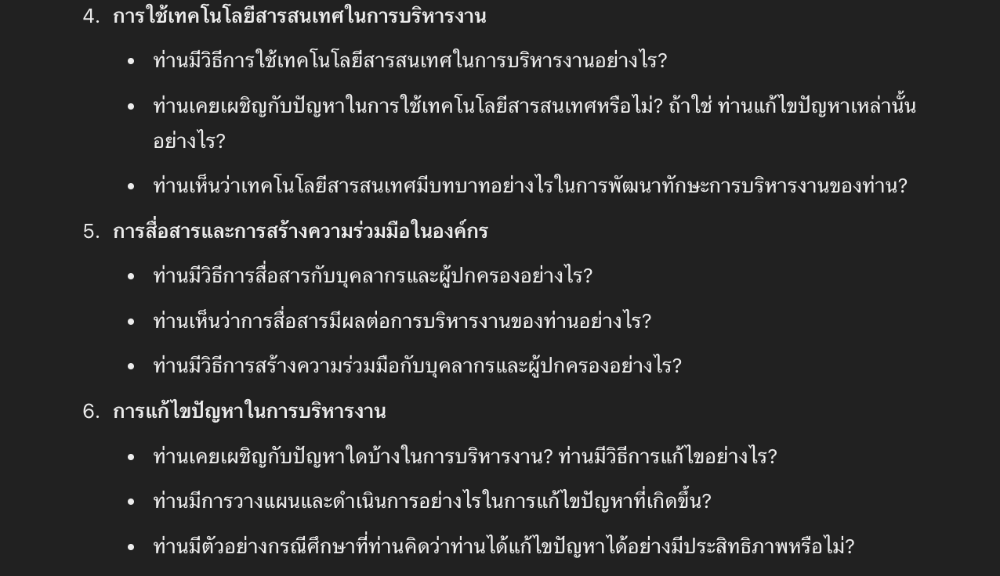 4. การใช้เทคโนโลยีสารสนเทศในการบริหารงาน
• ท่านมีวิธีการใช้เทคโนโลยีสารสนเทศในการบริหารงานอย่างไร?
• ท่านเคยเผชิญกับปัญหาในการใช้เทคโนโลยีสารสนเทศหรือไม่? ถ้าใช่ ท่านแก้ไขปัญหาเหล่านั้น
อย่างไร?
• ท่านเห็นว่าเทคโนโลยีสารสนเทศมีบทบาทอย่างไรในการพัฒนาทักษะการบริหารงานของท่าน?
5. การสื่อสารและการสร้างความร่วมมือในองค์กร
• ท่านมีวิธีการสื่อสารกับบุคลากรและผู้ปกครองอย่างไร?
• ท่านเห็นว่าการสื่อสารมีผลต่อการบริหารงานของท่านอย่างไร?
• ท่านมีวิธีการสร้างความร่วมมือกับบุคลากรและผู้ปกครองอย่างไร?
6. การแก้ไขปัญหาในการบริหารงาน
• ท่านเคยเผชิญกับปัญหาใดบ้างในการบริหารงาน? ท่านมีวิธีการแก้ไขอย่างไร?
• ท่านมีการวางแผนและดำเนินการอย่างไรในการแก้ไขปัญหาที่เกิดขึ้น?
• ท่านมีตัวอย่างกรณีศึกษาที่ท่านคิดว่าท่านได้แก้ไขปัญหาได้อย่างมีประสิทธิภาพหรือไม่?